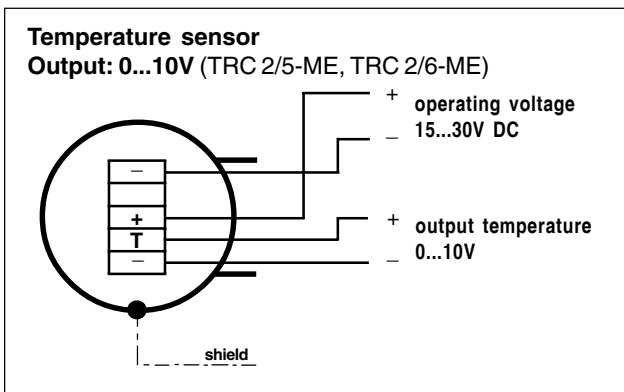 Temperature sensor
Output: 0...10V (TRC 2/5-ME, TRC 2/6-ME)
+ operating voltage
– 15...30V DC
–
+
T
–
+ output temperature
0...10V
–
shield